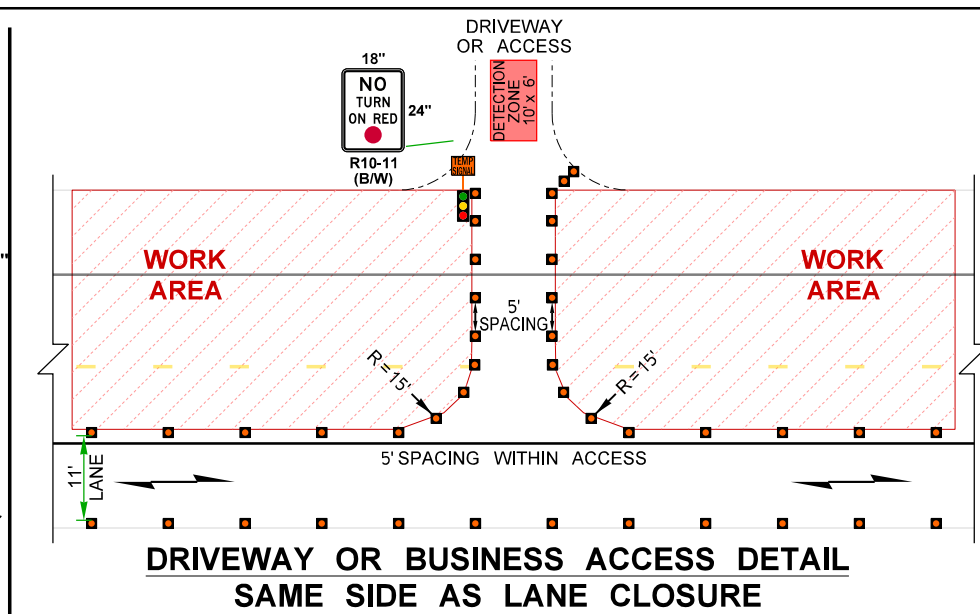 DRIVEWAY
OR ACCESS
18"
NO
TURN
ON RED
24"
R10-11
(B/W)
DETECTION
ZONE
10' x 6'
TEMP
SIGNAL
"
WORK
AREA
WORK
AREA
5'
SPACING
R = 15'
R = 15'
5' SPACING WITHIN ACCESS
11'
LANE
DRIVEWAY OR BUSINESS ACCESS DETAIL
SAME SIDE AS LANE CLOSURE